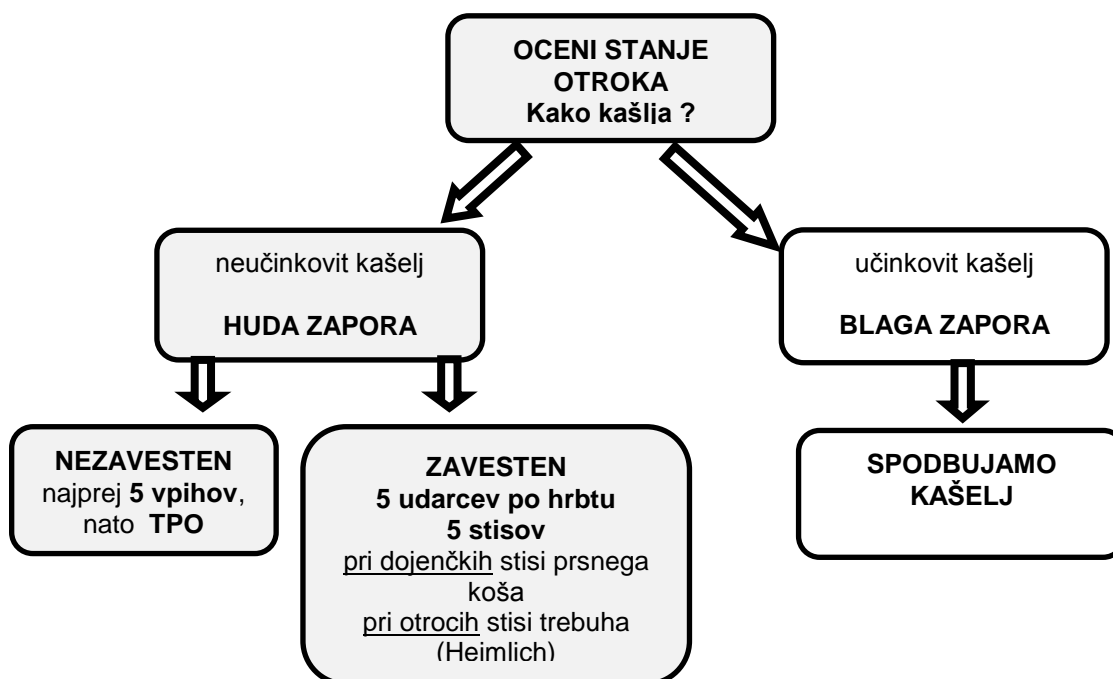 OCENI STANJE
OTROKA
Kako kašlja ?
neučinkovit kašelj
HUDA ZAPORA
učinkovit kašelj
BLAGA ZAPORA
NEZAVESTEN
najprej 5 vpihov,
nato TPO
ZAVESTEN
5 udarcev po hrbtu
5 stisov
pri dojenčkih stisi prsnega
koša
pri otrocih stisi trebuha
(Heimlich)
SPODBUJAMO
KAŠELJ